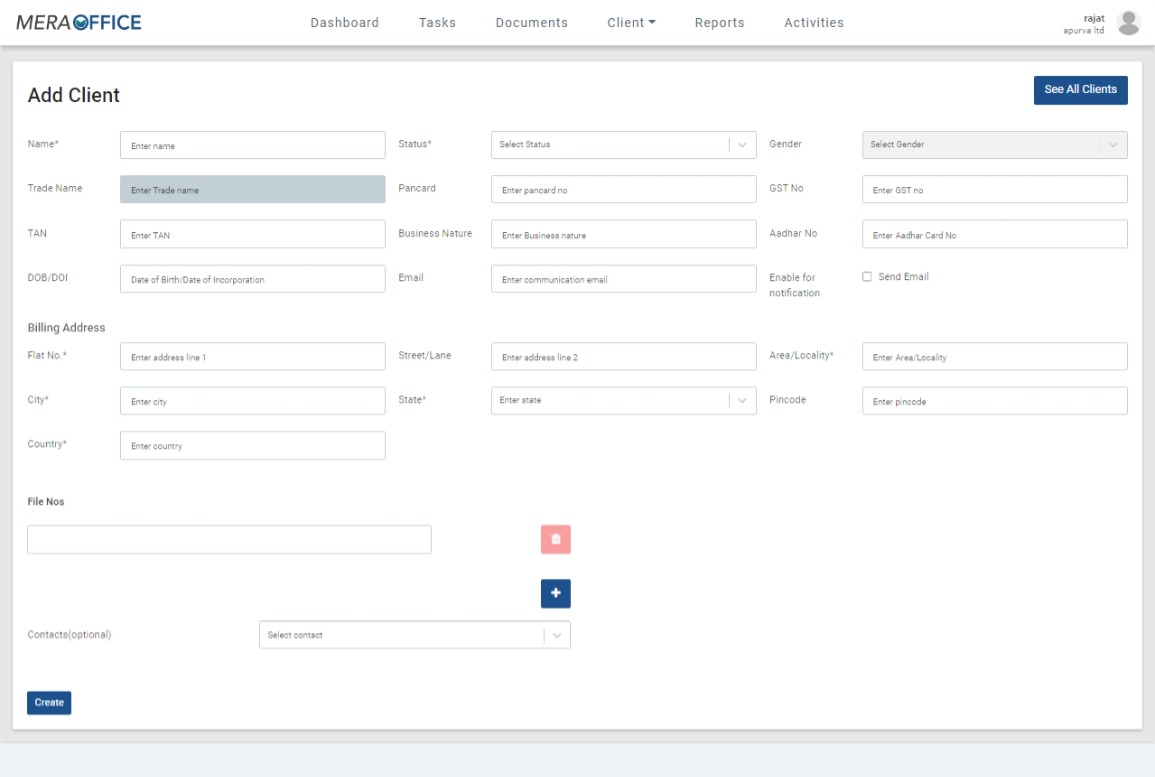 MERA OFFICE
Dashboard Tasks Documents Client Reports Activities
rajat
apurva ltd
Add Client
See All Clients
Name* Enter name Status* Select Status Gender Select Gender
Trade Name Enter Trade name Pancard Enter pancard no GST No Enter GST no
TAN Enter TAN Business Nature Enter Business nature Aadhar No Enter Aadhar Card No
DOB/DOI Date of Birth/Date of Incorporation Email Enter communication email Enable for Send Email
notification
Billing Address
Flat No.* Enter address line 1 Street/Lane Enter address line 2 Area/Locality* Enter Area/Locality
City* Enter city State* Enter state Pincode Enter pincode
Country* Enter country
File Nos
Contacts(optional) Select contact
Create